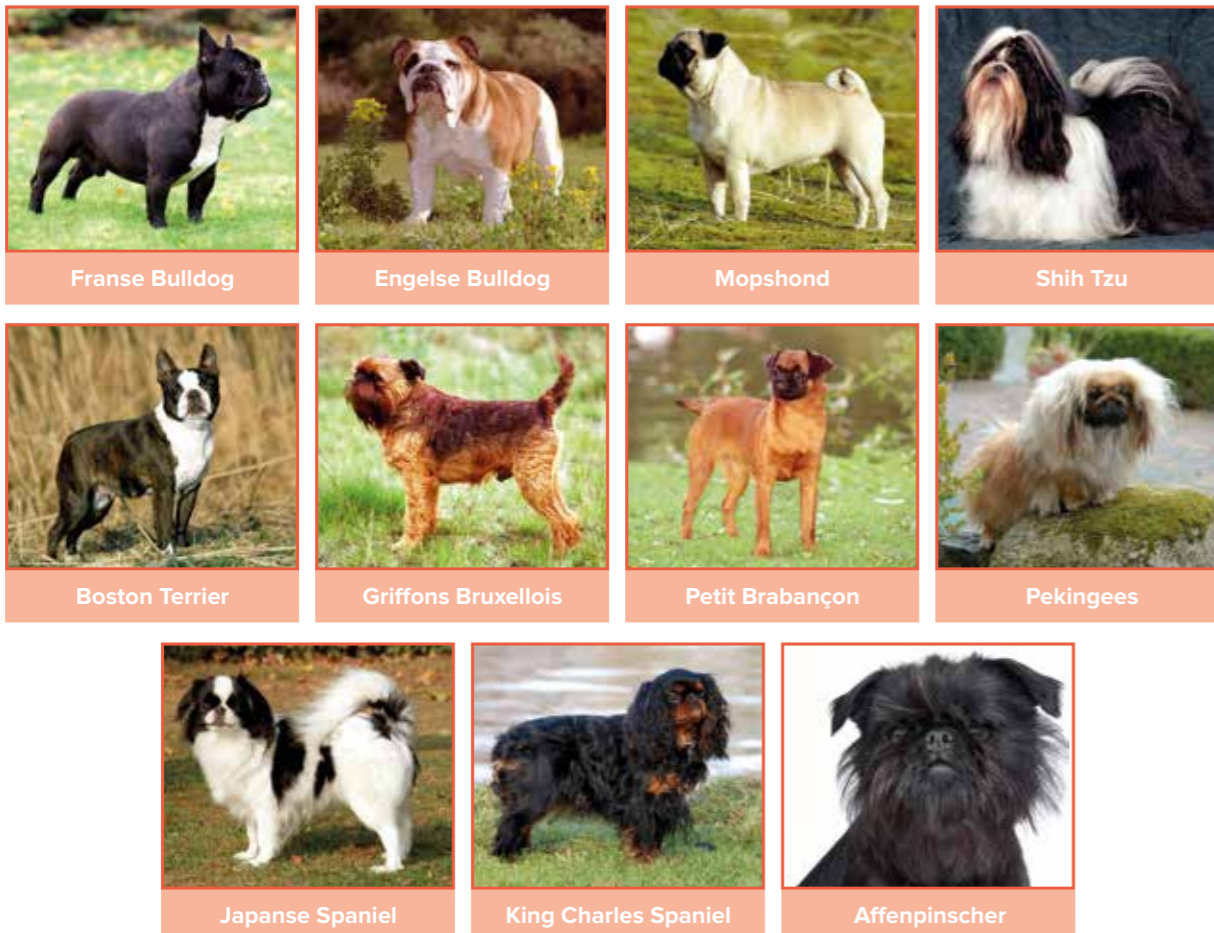 Franse Bulldog
Engelse Bulldog
Mopshond
Shih Tzu
Boston Terrier
Griffons Bruxellois
Petit Brabançon
Pekingees
Japanse Spaniel
King Charles Spaniel
Affenpinscher